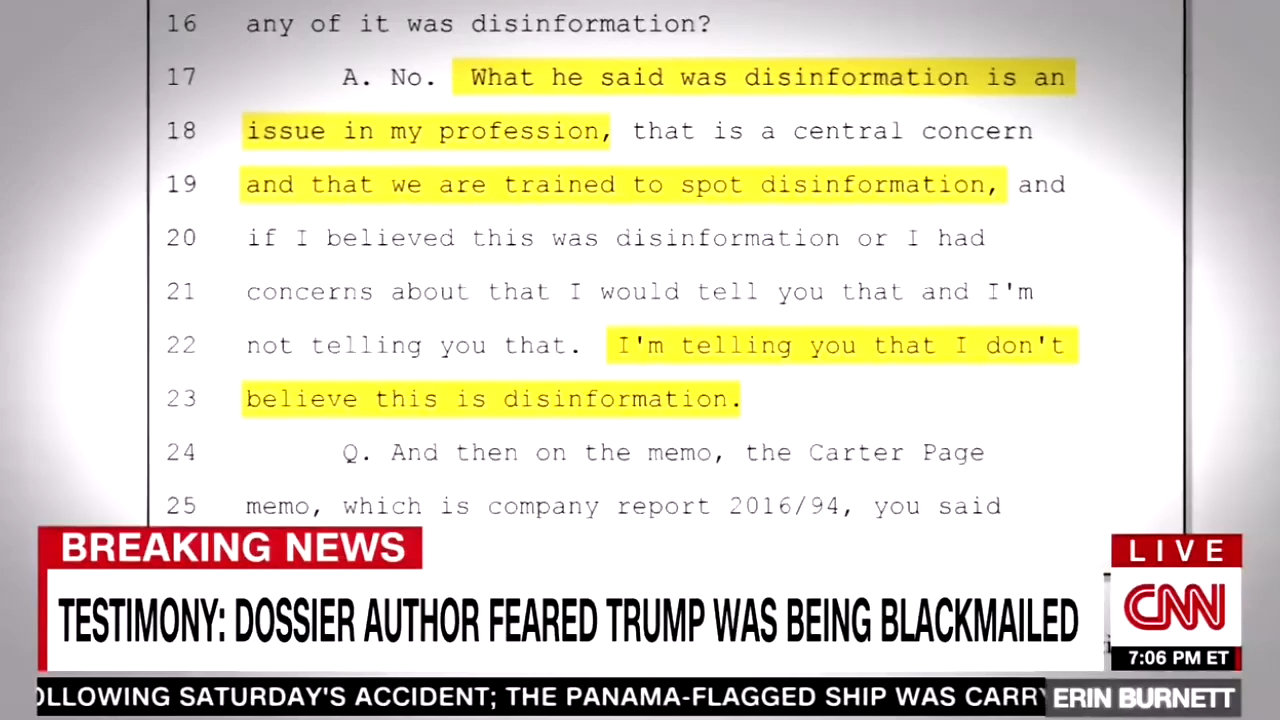 16 any of it was disinformation?
17 A. No. What he said was disinformation is an
18 issue in my profession, that is a central concern
19 and that we are trained to spot disinformation, and
20 if I believed this was disinformation or I had
21 concerns about that I would tell you that and I'm
22 not telling you that. I'm telling you that I don't
23 believe this is disinformation.
24 Q. And then on the memo, the Carter Page
25 memo, which is company report 2016/94, you said
BREAKING NEWS
TESTIMONY: DOSSIER AUTHOR FEARED TRUMP WAS BEING BLACKMAILED
LIVE
CNN
7:06 PM ET
OLLOWING SATURDAY'S ACCIDENT; THE PANAMA-FLAGGED SHIP WAS CARRY
ERIN BURNETT